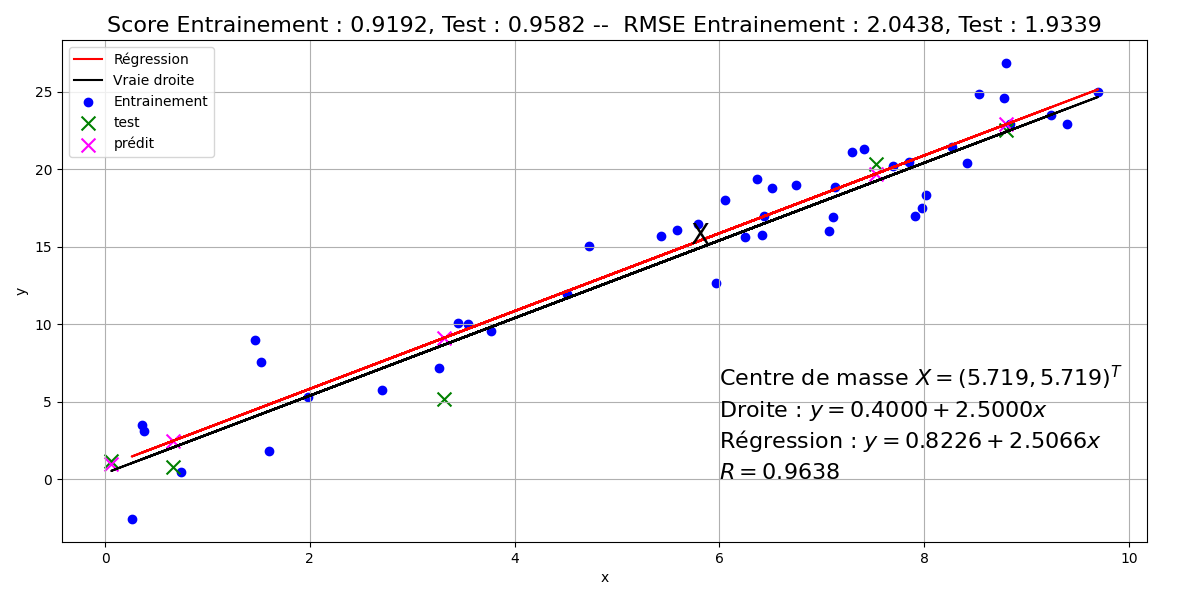 Score Entrainement : 0.9192, Test : 0.9582 -- RMSE Entrainement : 2.0438, Test : 1.9339
Régression
Vraie droite
Entrainement
test
prédit
25
20
15
10
5
0
y
X
Centre de masse X = (5.719, 5.719)^T
Droite : y = 0.4000 + 2.5000x
Régression : y = 0.8226 + 2.5066x
R = 0.9638
0 2 4 6 8 10
x